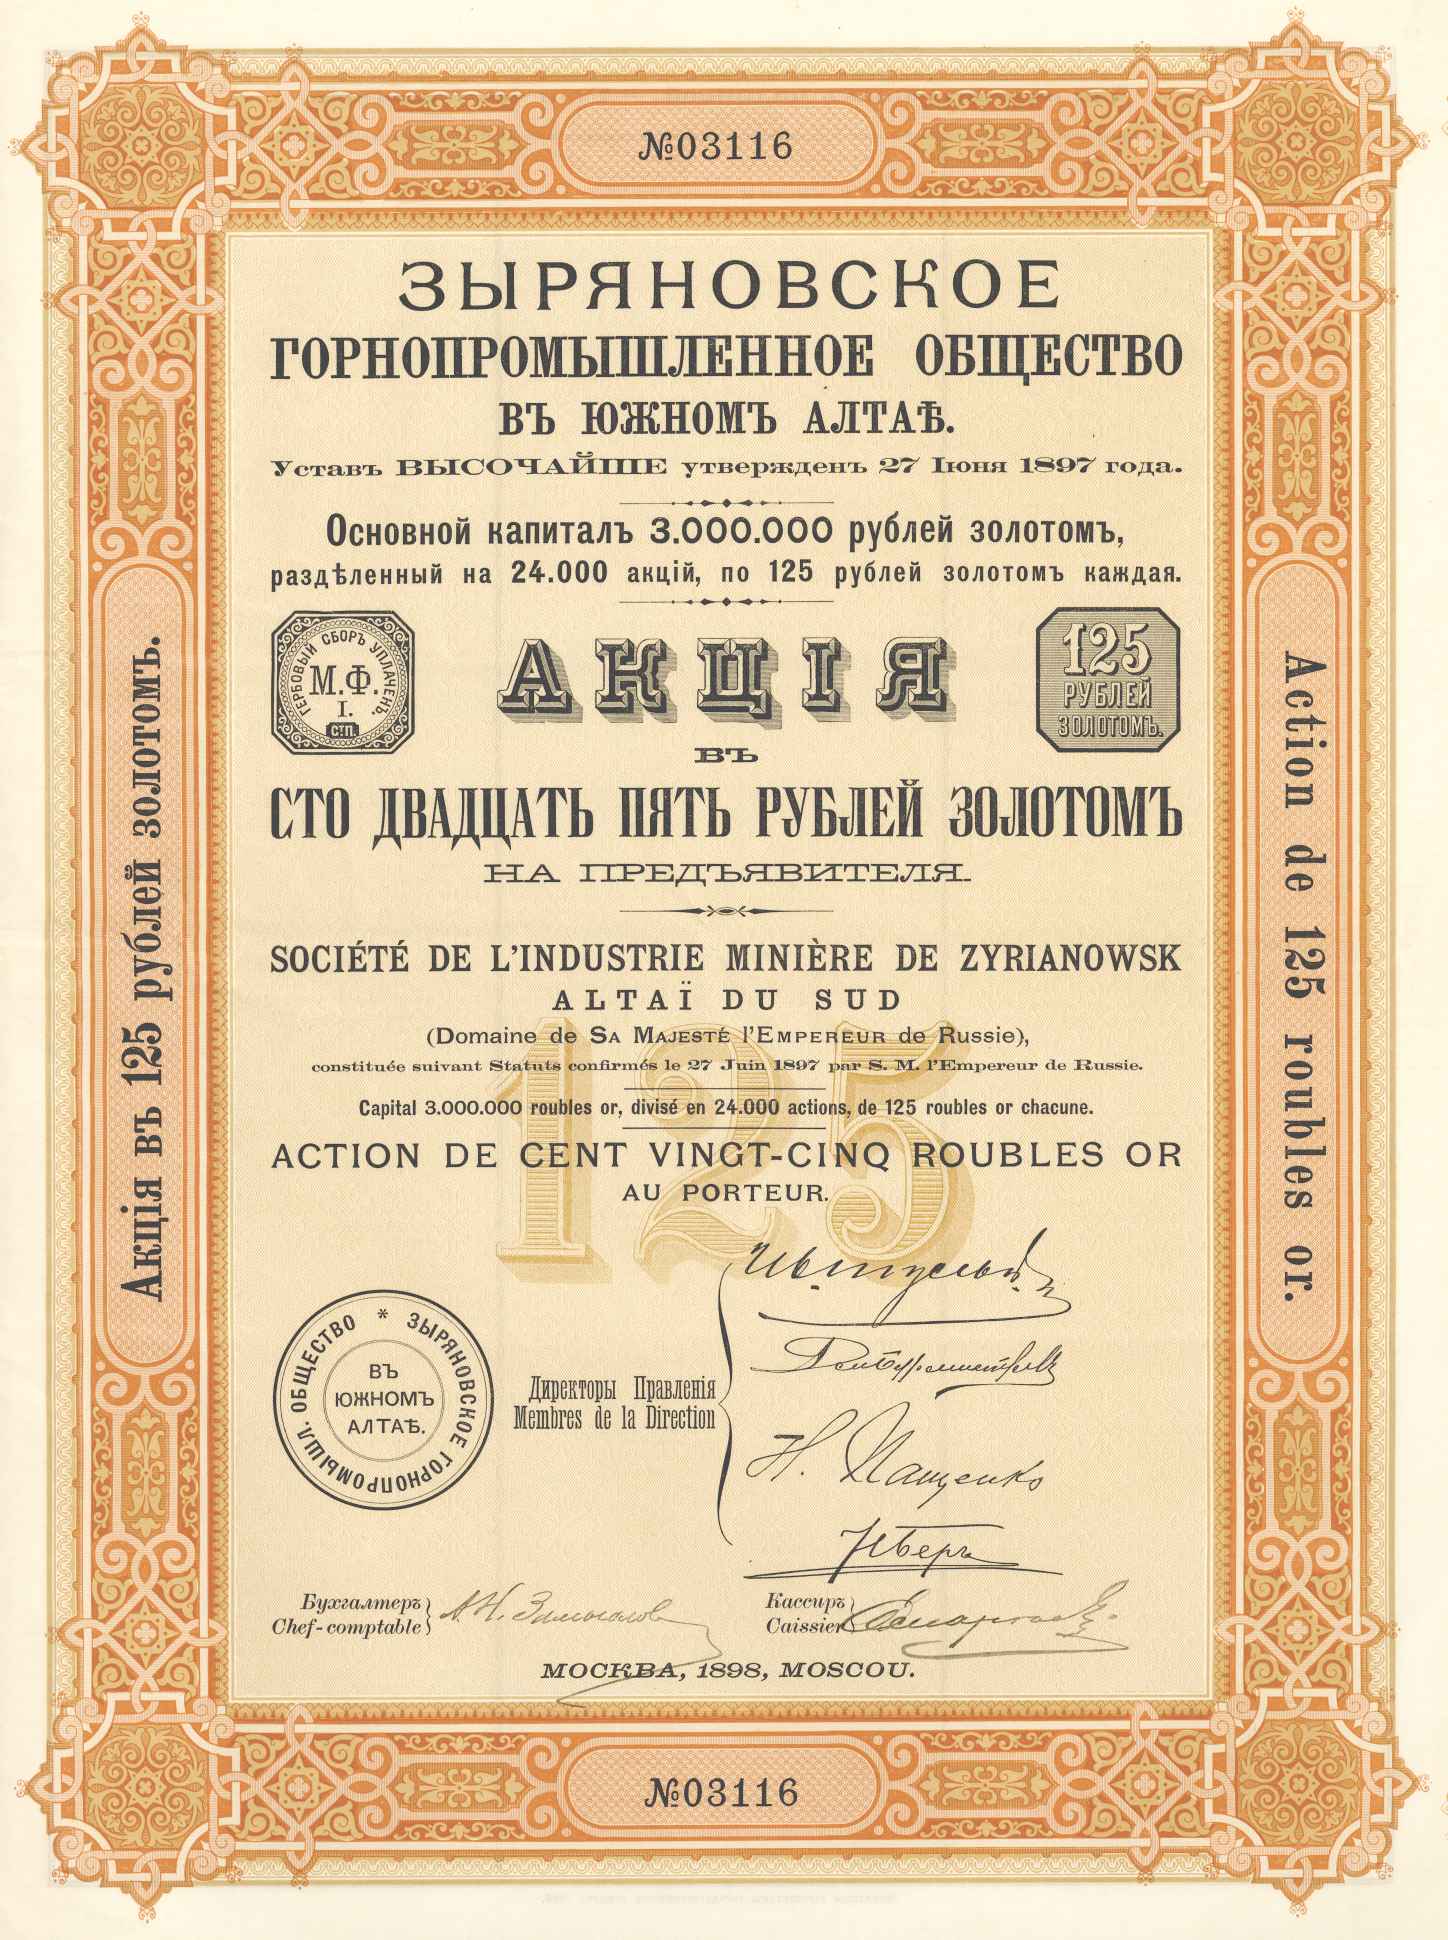 №03116
ЗЫРЯНОВСКОЕ
ГОРНОПРОМЫШЛЕННОЕ ОБЩЕСТВО
ВЪ ЮЖНОМЪ АЛТАѢ.
Уставъ ВЫСОЧАЙШЕ утвержденъ 27 Іюня 1897 года.
Основной капиталъ 3.000.000 рублей золотомъ,
раздѣленный на 24.000 акцій, по 125 рублей золотомъ каждая.
ГЕРБОВЫЙ СБОРЪ УПЛАЧЕНЪ.
М.Ф.
I.
С.П.
АКЦІЯ
125
РУБЛЕЙ
ЗОЛОТОМЪ.
ВЪ
СТО ДВАДЦАТЬ ПЯТЬ РУБЛЕЙ ЗОЛОТОМЪ
НА ПРЕДЪЯВИТЕЛЯ.
Акція въ 125 рублей золотомъ.
Action de 125 roubles or.
SOCIÉTÉ DE L'INDUSTRIE MINIÈRE DE ZYRIANOWSK
ALTAÏ DU SUD
(Domaine de SA MAJESTÉ l'EMPEREUR de Russie),
constituée suivant Statuts confirmés le 27 Juin 1897 par S. M. l'Empereur de Russie.
Capital 3.000.000 roubles or, divisé en 24.000 actions, de 125 roubles or chacune.
ACTION DE CENT VINGT-CINQ ROUBLES OR
AU PORTEUR.
125
ЗЫРЯНОВСКОЕ ГОРНОПРОМЫШЛ. ОБЩЕСТВО *
ВЪ
ЮЖНОМЪ
АЛТАѢ.
Директоры Правленія
Membres de la Direction
Н. Пащенко
Бухгалтеръ
Chef-comptable
Кассиръ
Caissier
МОСКВА, 1898, MOSCOU.
№03116